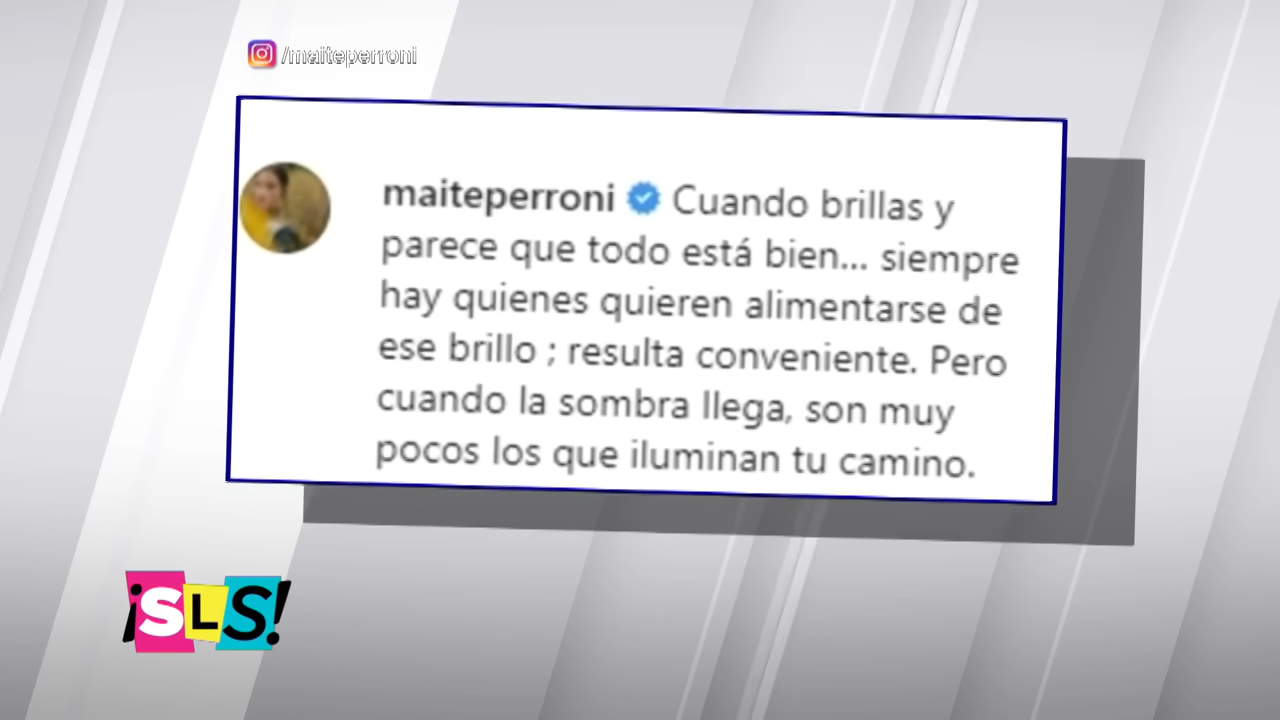 /maiteperroni
maiteperroni Cuando brillas y
parece que todo está bien... siempre
hay quienes quieren alimentarse de
ese brillo ; resulta conveniente. Pero
cuando la sombra llega, son muy
pocos los que iluminan tu camino.
¡SLS!